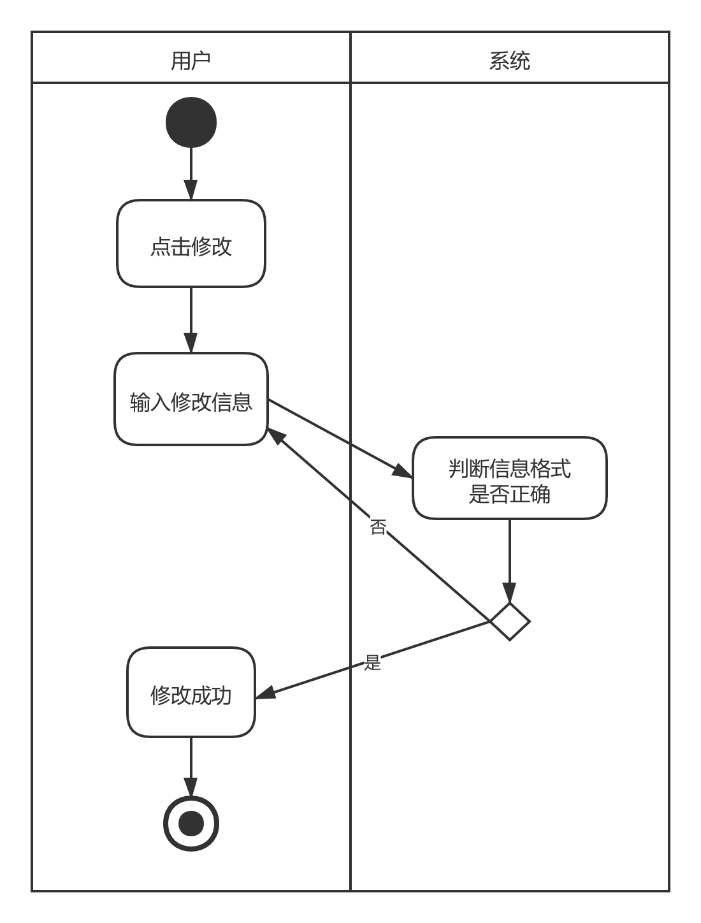 用户
系统
点击修改
输入修改信息
判断信息格式
是否正确
否
是
修改成功